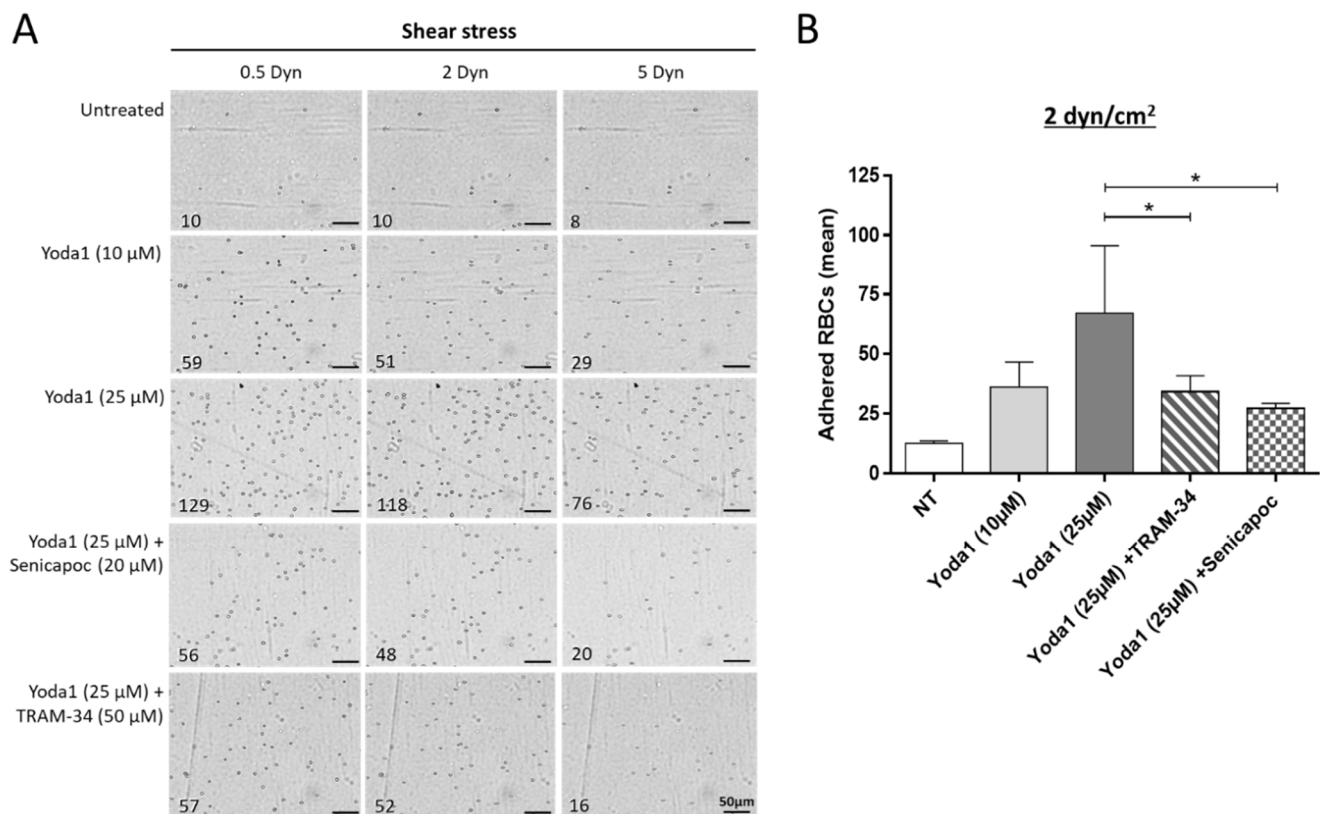 A
Shear stress
0.5 Dyn 2 Dyn 5 Dyn
Untreated
10 10 8
Yoda1 (10 µM)
59 51 29
Yoda1 (25 µM)
129 118 76
Yoda1 (25 µM) +
Senicapoc (20 µM)
56 48 20
Yoda1 (25 µM) +
TRAM-34 (50 µM)
57 52 16
50µm
B
2 dyn/cm²
*
*
Adhered RBCs (mean)
125
100
75
50
25
0
NT
Yoda1 (10µM)
Yoda1 (25µM)
Yoda1 (25µM) +TRAM-34
Yoda1 (25µM) +Senicapoc